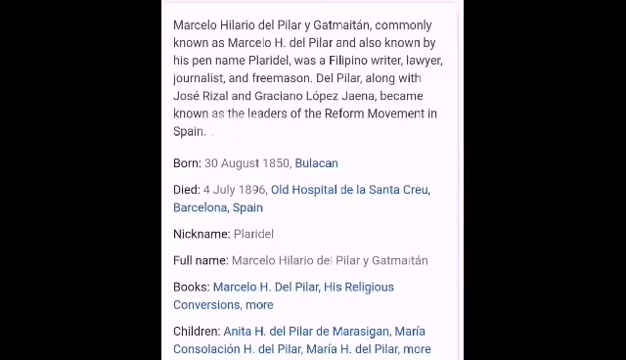 Marcelo Hilario del Pilar y Gatmaitán, commonly
known as Marcelo H. del Pilar and also known by
his pen name Plaridel, was a Filipino writer, lawyer,
journalist, and freemason. Del Pilar, along with
José Rizal and Graciano López Jaena, became
known as the leaders of the Reform Movement in
Spain.
Born: 30 August 1850, Bulacan
Died: 4 July 1896, Old Hospital de la Santa Creu,
Barcelona, Spain
Nickname: Plaridel
Full name: Marcelo Hilario del Pilar y Gatmaitán
Books: Marcelo H. Del Pilar, His Religious
Conversions, more
Children: Anita H. del Pilar de Marasigan, María
Consolación H. del Pilar, María H. del Pilar, more